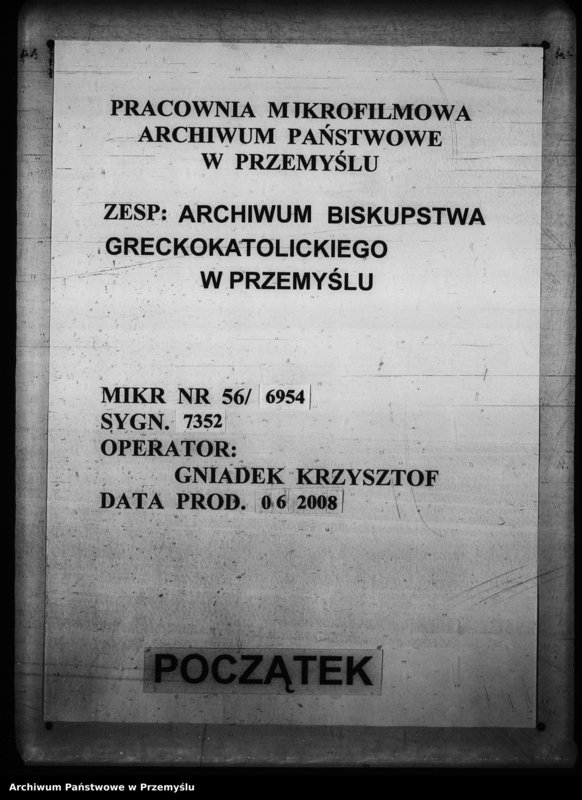 PRACOWNIA MIKROFILMOWA
ARCHIWUM PAŃSTWOWE
W PRZEMYŚLU
ZESP: ARCHIWUM BISKUPSTWA
GRECKOKATOLICKIEGO
W PRZEMYŚLU
MIKR NR 56/ 6954
SYGN. 7352
OPERATOR:
GNIADEK KRZYSZTOF
DATA PROD. 06 2008
POCZĄTEK
Archiwum Państwowe w Przemyślu